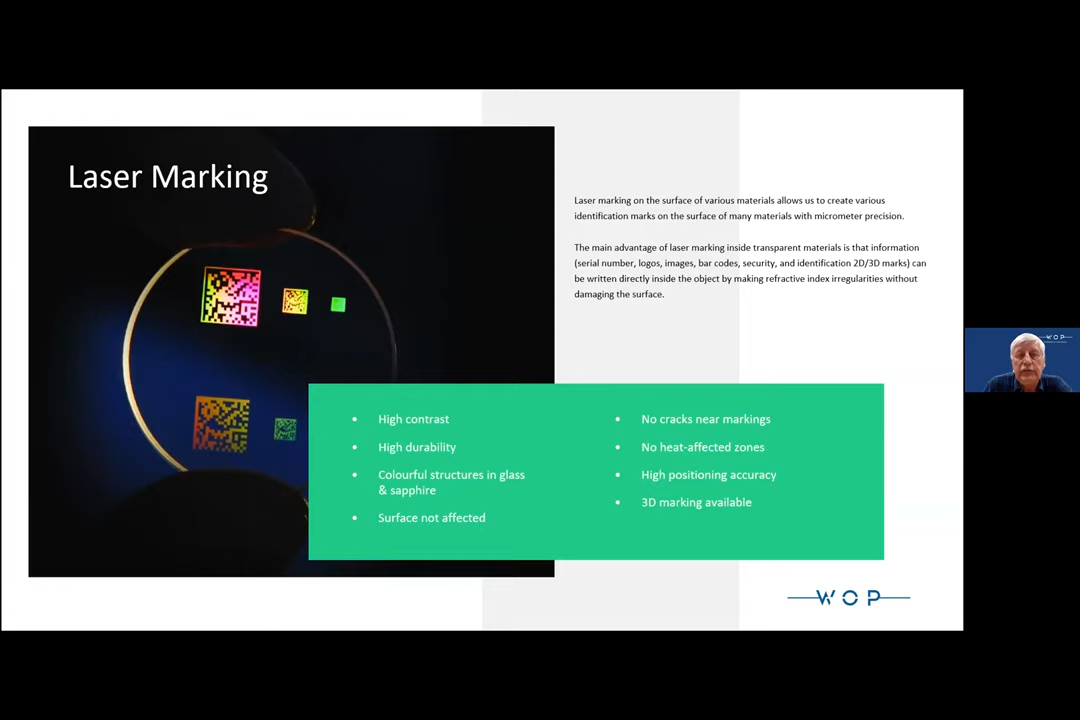 Laser Marking
Laser marking on the surface of various materials allows us to create various
identification marks on the surface of many materials with micrometer precision.
The main advantage of laser marking inside transparent materials is that information
(serial number, logos, images, bar codes, security, and identification 2D/3D marks) can
be written directly inside the object by making refractive index irregularities without
damaging the surface.
• High contrast
• High durability
• Colourful structures in glass
& sapphire
• Surface not affected
• No cracks near markings
• No heat-affected zones
• High positioning accuracy
• 3D marking available
WOP
WOP